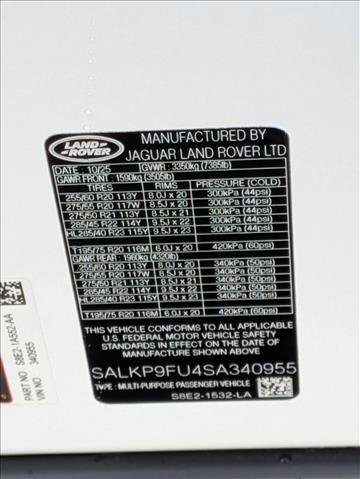 LAND ROVER
MANUFACTURED BY
JAGUAR LAND ROVER LTD
DATE : 10/25 GVWR : 3350kg (7385lb)
GAWR FRONT : 1590kg (3505lb)
TIRES RIMS PRESSURE (COLD)
255/60 R20 113Y 8.0J x 20 300kPa (44psi)
275/55 R20 117W 9.5J x 20 300kPa (44psi)
275/50 R21 113Y 8.5J x 21 300kPa (44psi)
285/45 R22 114Y 9.5J x 22 300kPa (44psi)
HL285/40 R23 115Y 9.5J x 23 300kPa (44psi)
T195/75 R20 116M 6.0J x 20 420kPa (60psi)
GAWR REAR : 1960kg (4320lb)
255/60 R20 113Y 8.0J x 20 340kPa (50psi)
275/55 R20 117W 9.5J x 20 340kPa (50psi)
275/50 R21 113Y 8.5J x 21 340kPa (50psi)
285/45 R22 114Y 9.5J x 22 340kPa (50psi)
HL285/40 R23 115Y 9.5J x 23 340kPa (50psi)
T195/75 R20 116M 6.0J x 20 420kPa (60psi)
THIS VEHICLE CONFORMS TO ALL APPLICABLE
U.S. FEDERAL MOTOR VEHICLE SAFETY
STANDARDS IN EFFECT ON THE DATE OF
MANUFACTURE SHOWN ABOVE.
SALKP9FU4SA340955
TYPE : MULTI-PURPOSE PASSENGER VEHICLE
S8E2-1532-LA
PART NO S8E2-1A552-AA
VIN NO 340955